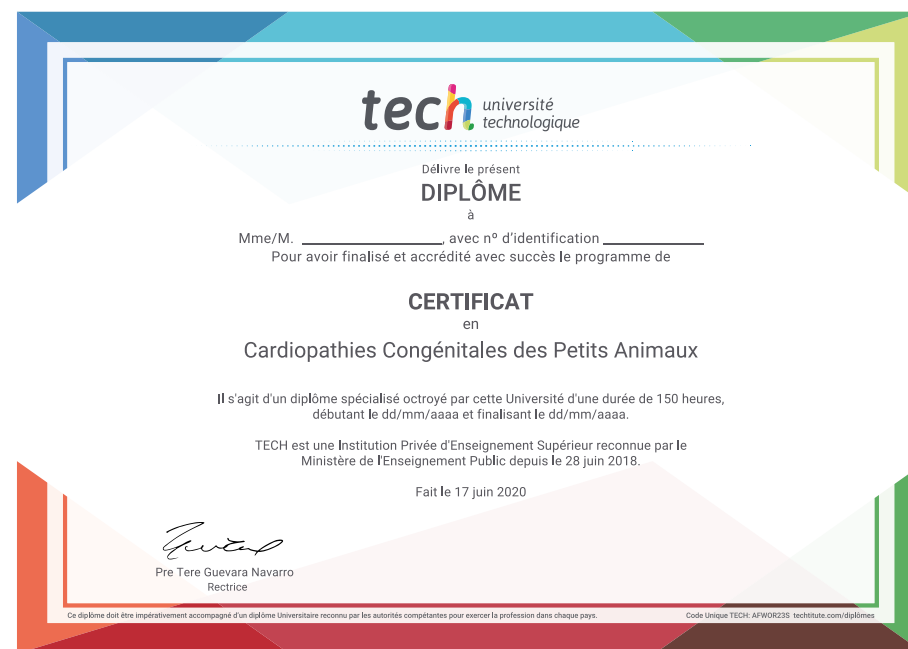 tech université
technologique
Délivre le présent
DIPLÔME
à
Mme/M. ____________________, avec nº d'identification ______________
Pour avoir finalisé et accrédité avec succès le programme de
CERTIFICAT
en
Cardiopathies Congénitales des Petits Animaux
Il s'agit d'un diplôme spécialisé octroyé par cette Université d'une durée de 150 heures,
débutant le dd/mm/aaaa et finalisant le dd/mm/aaaa.
TECH est une Institution Privée d'Enseignement Supérieur reconnue par le
Ministère de l'Enseignement Public depuis le 28 juin 2018.
Fait le 17 juin 2020
Pre Tere Guevara Navarro
Rectrice
Ce diplôme doit être impérativement accompagné d'un diplôme Universitaire reconnu par les autorités compétentes pour exercer la profession dans chaque pays.
Code Unique TECH: AFWOR23S techtitute.com/diplômes